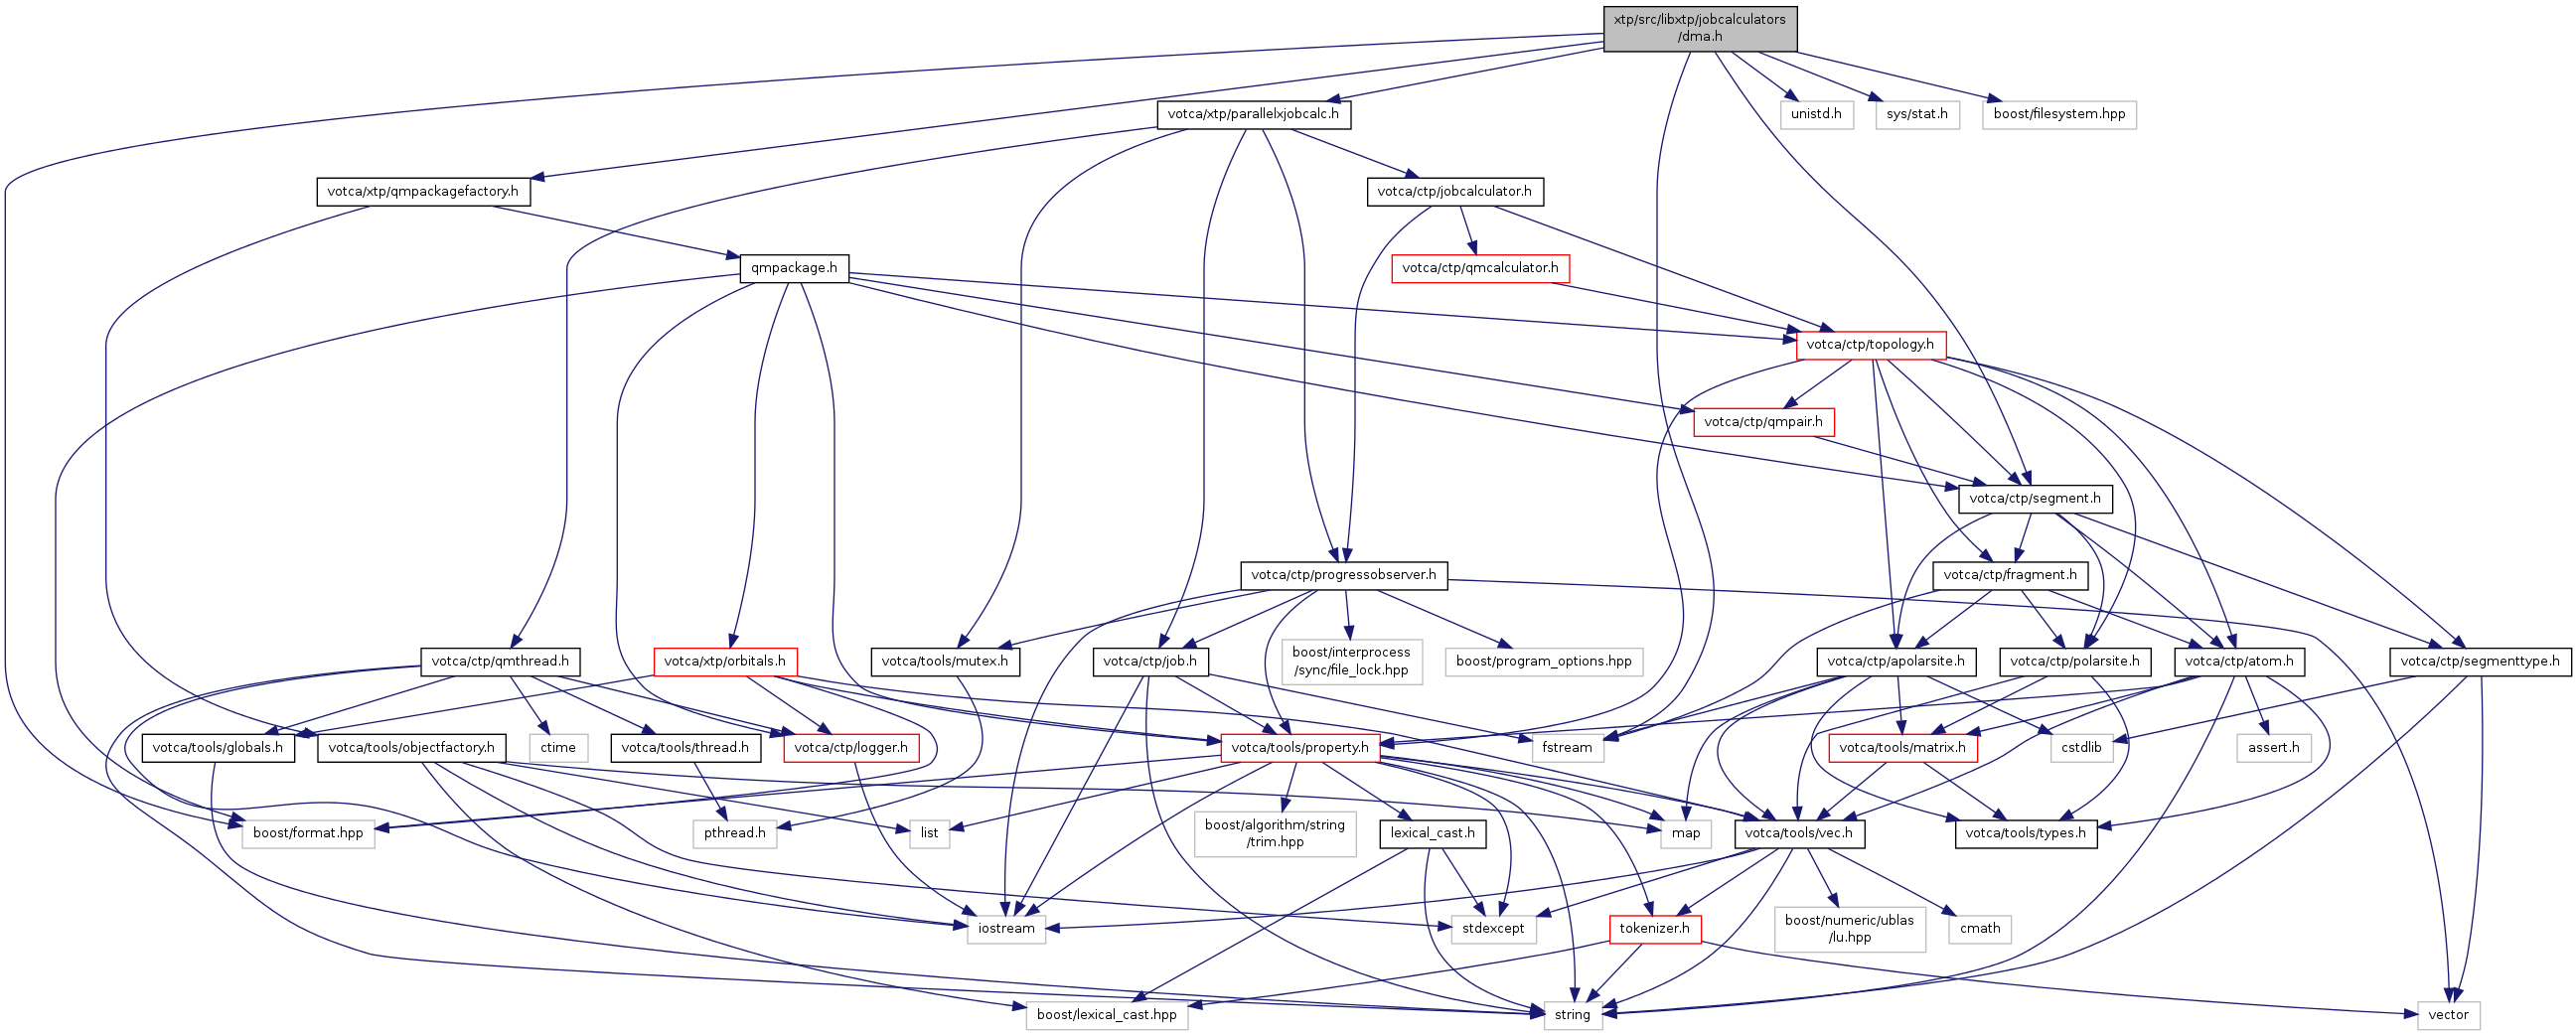 xtp/src/libxtp/jobcalculators
/dma.h
votca/xtp/parallelxjobcalc.h
unistd.h
sys/stat.h
boost/filesystem.hpp
votca/xtp/qmpackagefactory.h
votca/ctp/jobcalculator.h
qmpackage.h
votca/ctp/qmcalculator.h
votca/ctp/topology.h
votca/ctp/qmpair.h
votca/ctp/segment.h
votca/ctp/progressobserver.h
votca/ctp/fragment.h
votca/ctp/qmthread.h
votca/xtp/orbitals.h
votca/tools/mutex.h
votca/ctp/job.h
boost/interprocess
/sync/file_lock.hpp
boost/program_options.hpp
votca/ctp/apolarsite.h
votca/ctp/polarsite.h
votca/ctp/atom.h
votca/ctp/segmenttype.h
votca/tools/globals.h
votca/tools/objectfactory.h
ctime
votca/tools/thread.h
votca/ctp/logger.h
votca/tools/property.h
fstream
votca/tools/matrix.h
cstdlib
assert.h
boost/format.hpp
pthread.h
list
boost/algorithm/string
/trim.hpp
lexical_cast.h
map
votca/tools/vec.h
votca/tools/types.h
iostream
stdexcept
tokenizer.h
boost/numeric/ublas
/lu.hpp
cmath
boost/lexical_cast.hpp
string
vector